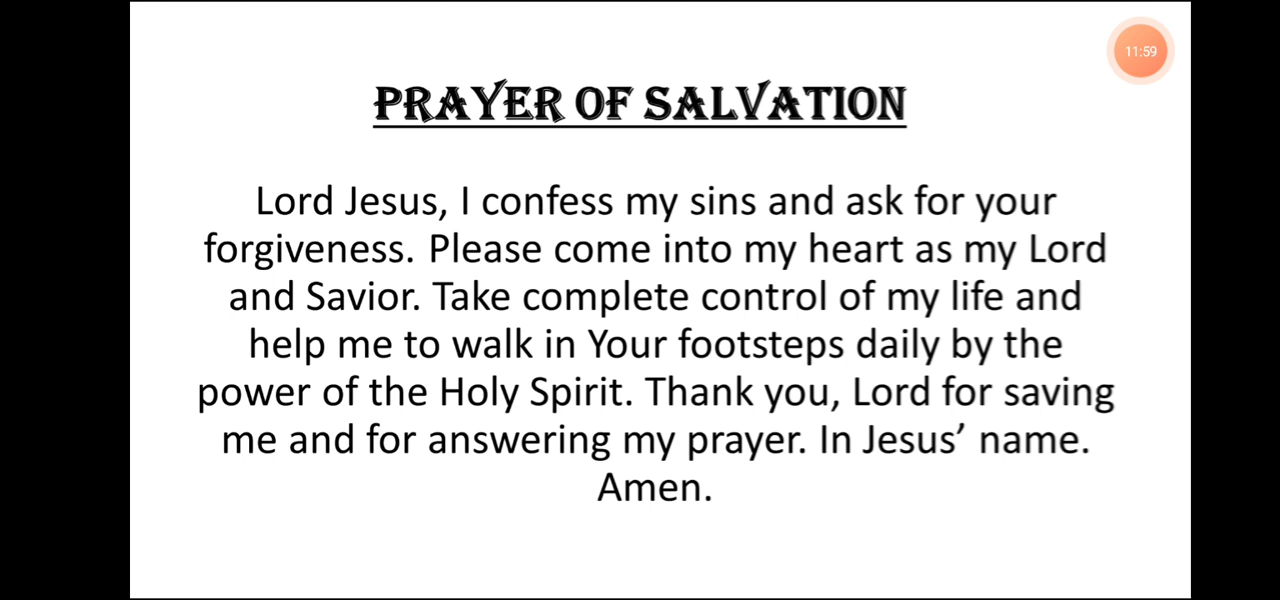 11:59
PRAYER OF SALVATION
Lord Jesus, I confess my sins and ask for your
forgiveness. Please come into my heart as my Lord
and Savior. Take complete control of my life and
help me to walk in Your footsteps daily by the
power of the Holy Spirit. Thank you, Lord for saving
me and for answering my prayer. In Jesus’ name.
Amen.